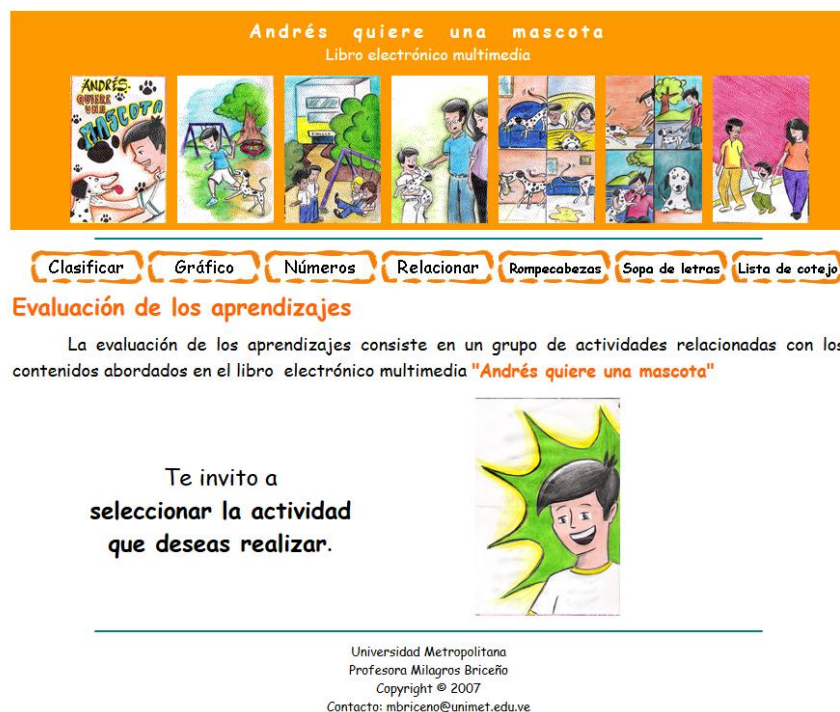 Andrés quiere una mascota
Libro electrónico multimedia
ANDRÉS
QUIERE
UNA
MASCOTA
Clasificar
Gráfico
Números
Relacionar
Rompecabezas
Sopa de letras
Lista de cotejo
Evaluación de los aprendizajes
La evaluación de los aprendizajes consiste en un grupo de actividades relacionadas con los
contenidos abordados en el libro electrónico multimedia "Andrés quiere una mascota"
Te invito a
seleccionar la actividad
que deseas realizar.
Universidad Metropolitana
Profesora Milagros Briceño
Copyright © 2007
Contacto: mbriceno@unimet.edu.ve